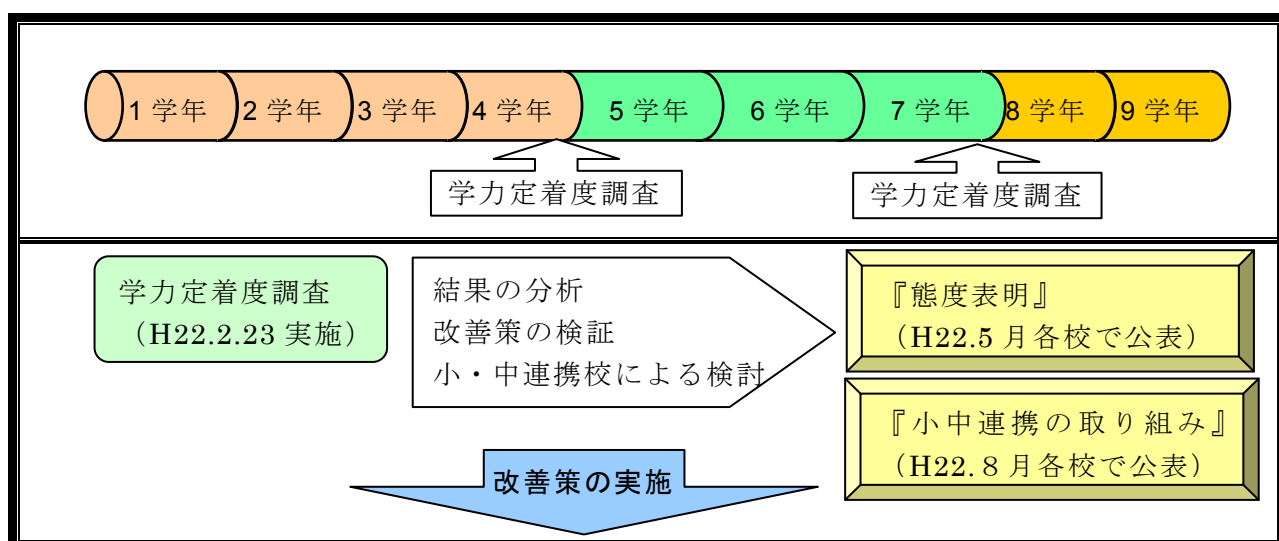 1学年 2学年 3学年 4学年 5学年 6学年 7学年 8学年 9学年
学力定着度調査 学力定着度調査
学力定着度調査
(H22.2.23 実施)
結果の分析
改善策の検証
小・中連携校による検討
『態度表明』
(H22.5 月各校で公表)
『小中連携の取り組み』
(H22.８月各校で公表)
改善策の実施